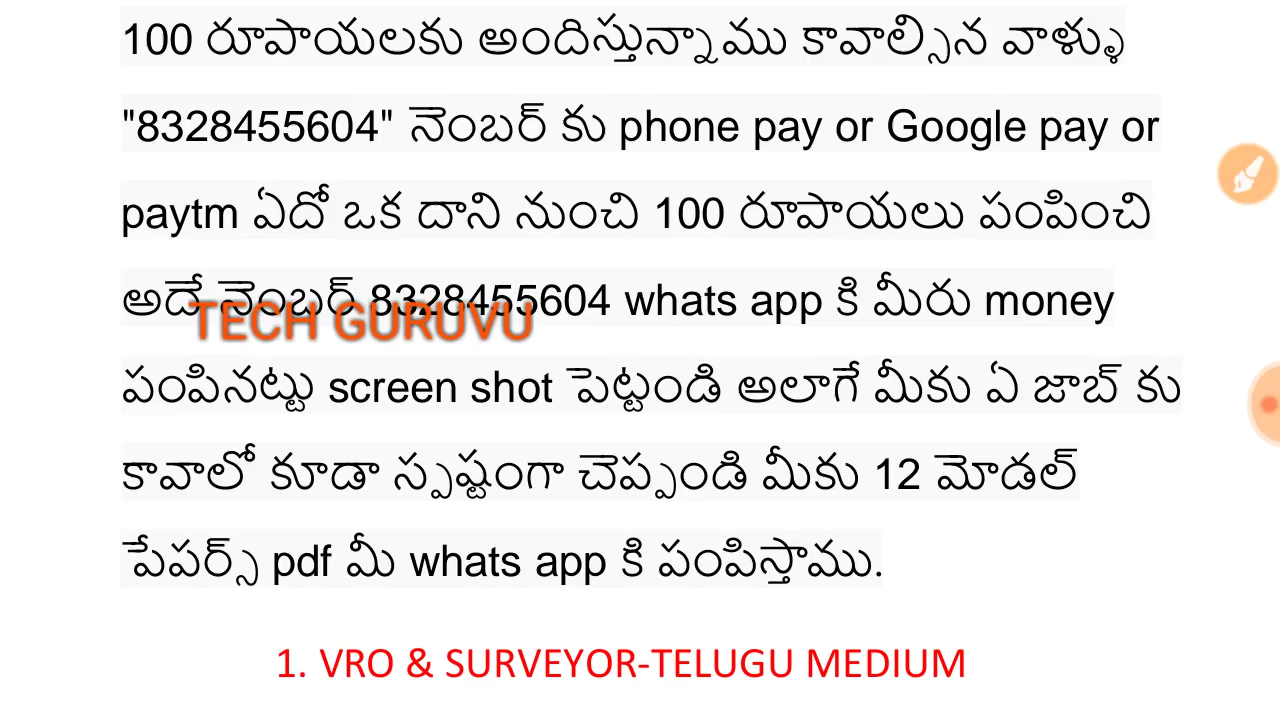 100 రూపాయలకు అందిస్తున్నాము కావాల్సిన వాళ్ళు
"8328455604" నెంబర్ కు phone pay or Google pay or
paytm ఏదో ఒక దాని నుంచి 100 రూపాయలు పంపించి
అదే నెంబర్ 8328455604 whats app కి మీరు money
TECH GURUVU
పంపినట్టు screen shot పెట్టండి అలాగే మీకు ఏ జాబ్ కు
కావాలో కూడా స్పష్టంగా చెప్పండి మీకు 12 మోడల్
పేపర్స్ pdf మీ whats app కి పంపిస్తాము.
1. VRO & SURVEYOR-TELUGU MEDIUM